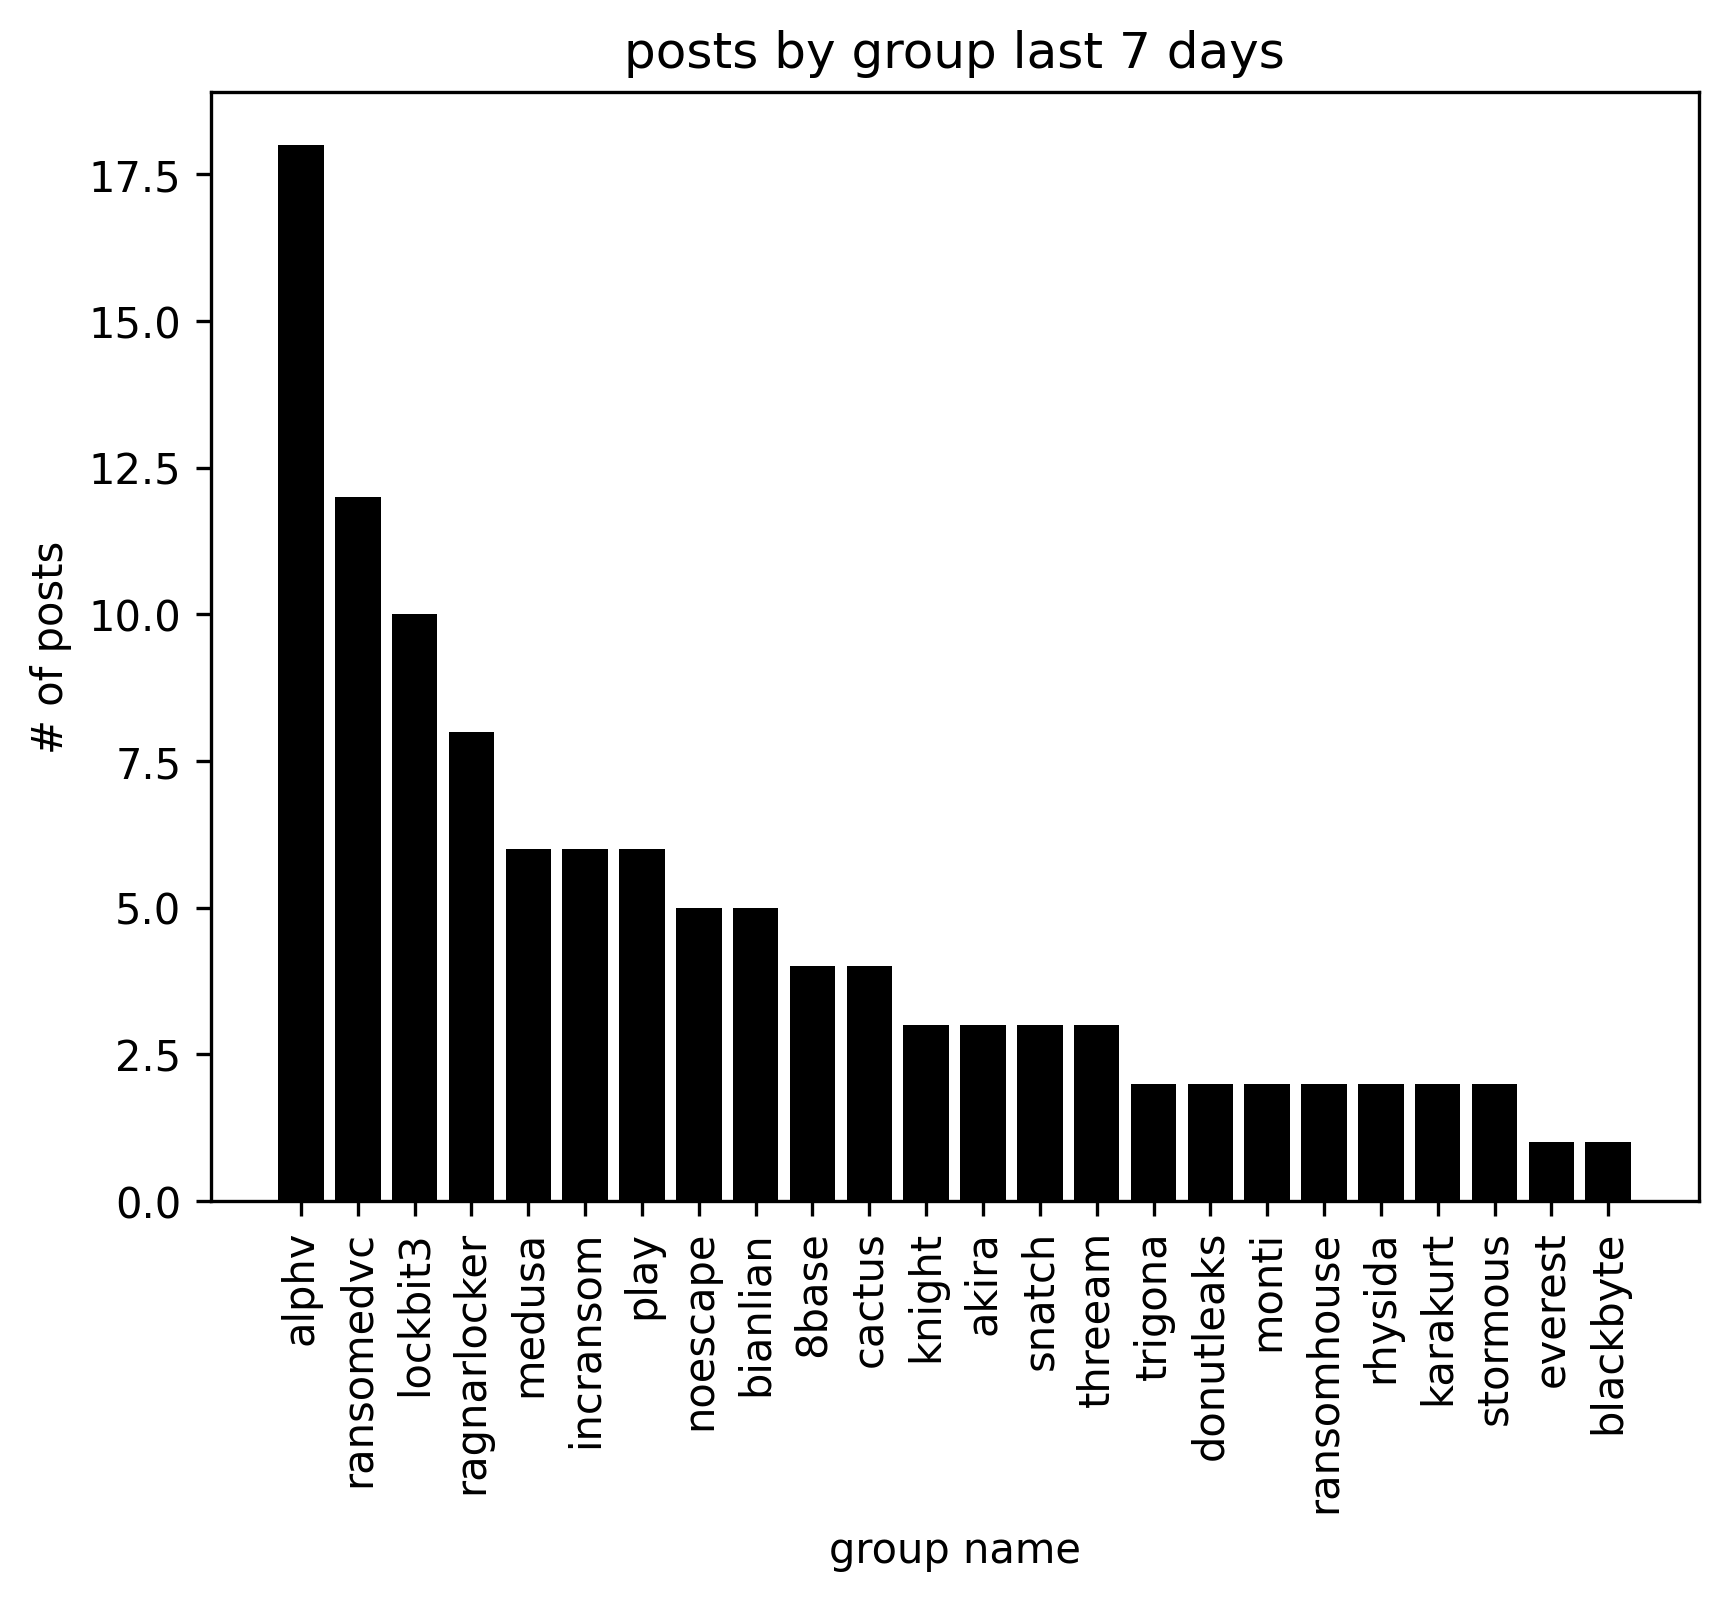 posts by group last 7 days
# of posts
17.5
15.0
12.5
10.0
7.5
5.0
2.5
0.0
alphv
ransomedvc
lockbit3
ragnarlocker
medusa
incransom
play
noescape
bianlian
8base
cactus
knight
akira
snatch
threeam
trigona
donutleaks
monti
ransomhouse
rhysida
karakurt
stormous
everest
blackbyte
group name